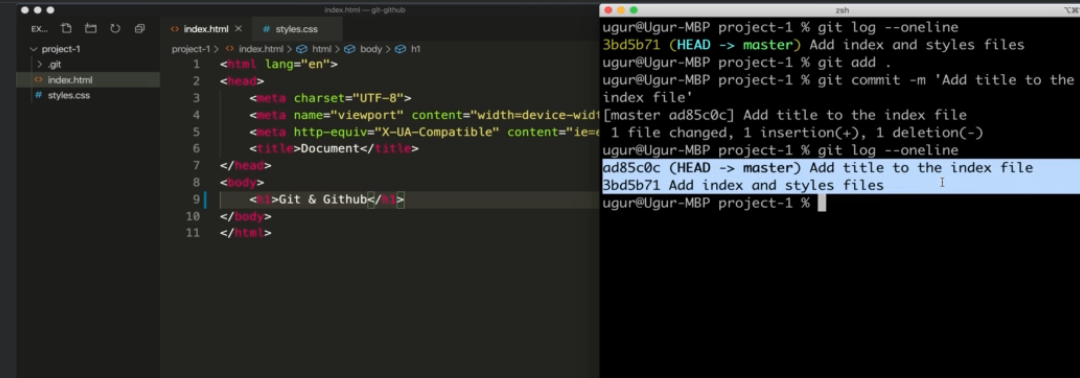 index.html — git-github
EX...
project-1
.git
index.html
styles.css
index.html
styles.css
project-1 > index.html > html > body > h1
1 <html lang="en">
2 <head>
3 <meta charset="UTF-8">
4 <meta name="viewport" content="width=device-widt
5 <meta http-equiv="X-UA-Compatible" content="ie=e
6 <title>Document</title>
7 </head>
8 <body>
9 <h1>Git & Github</h1>
10 </body>
11 </html>
zsh
ugur@Ugur-MBP project-1 % git log --oneline
3bd5b71 (HEAD -> master) Add index and styles files
ugur@Ugur-MBP project-1 % git add .
ugur@Ugur-MBP project-1 % git commit -m 'Add title to the
index file'
[master ad85c0c] Add title to the index file
1 file changed, 1 insertion(+), 1 deletion(-)
ugur@Ugur-MBP project-1 % git log --oneline
ad85c0c (HEAD -> master) Add title to the index file
3bd5b71 Add index and styles files
ugur@Ugur-MBP project-1 %